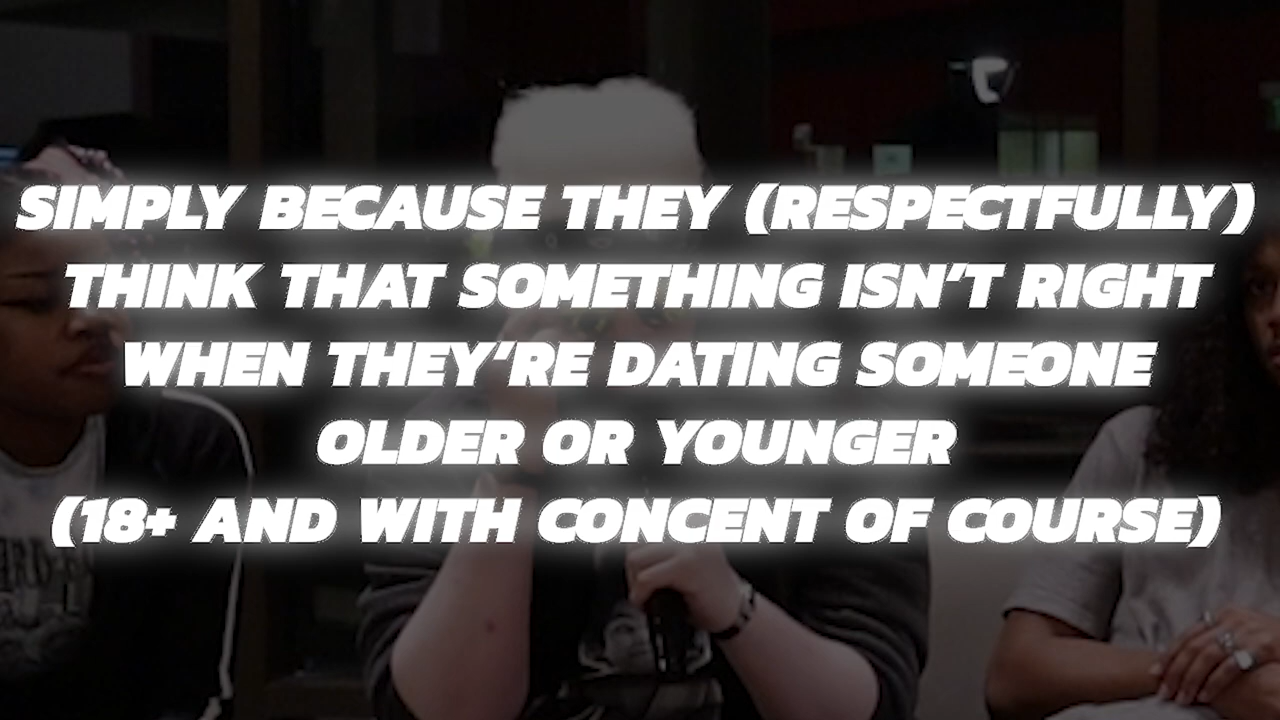 SIMPLY BECAUSE THEY (RESPECTFULLY)
THINK THAT SOMETHING ISN'T RIGHT
WHEN THEY'RE DATING SOMEONE
OLDER OR YOUNGER
(18+ AND WITH CONCENT OF COURSE)